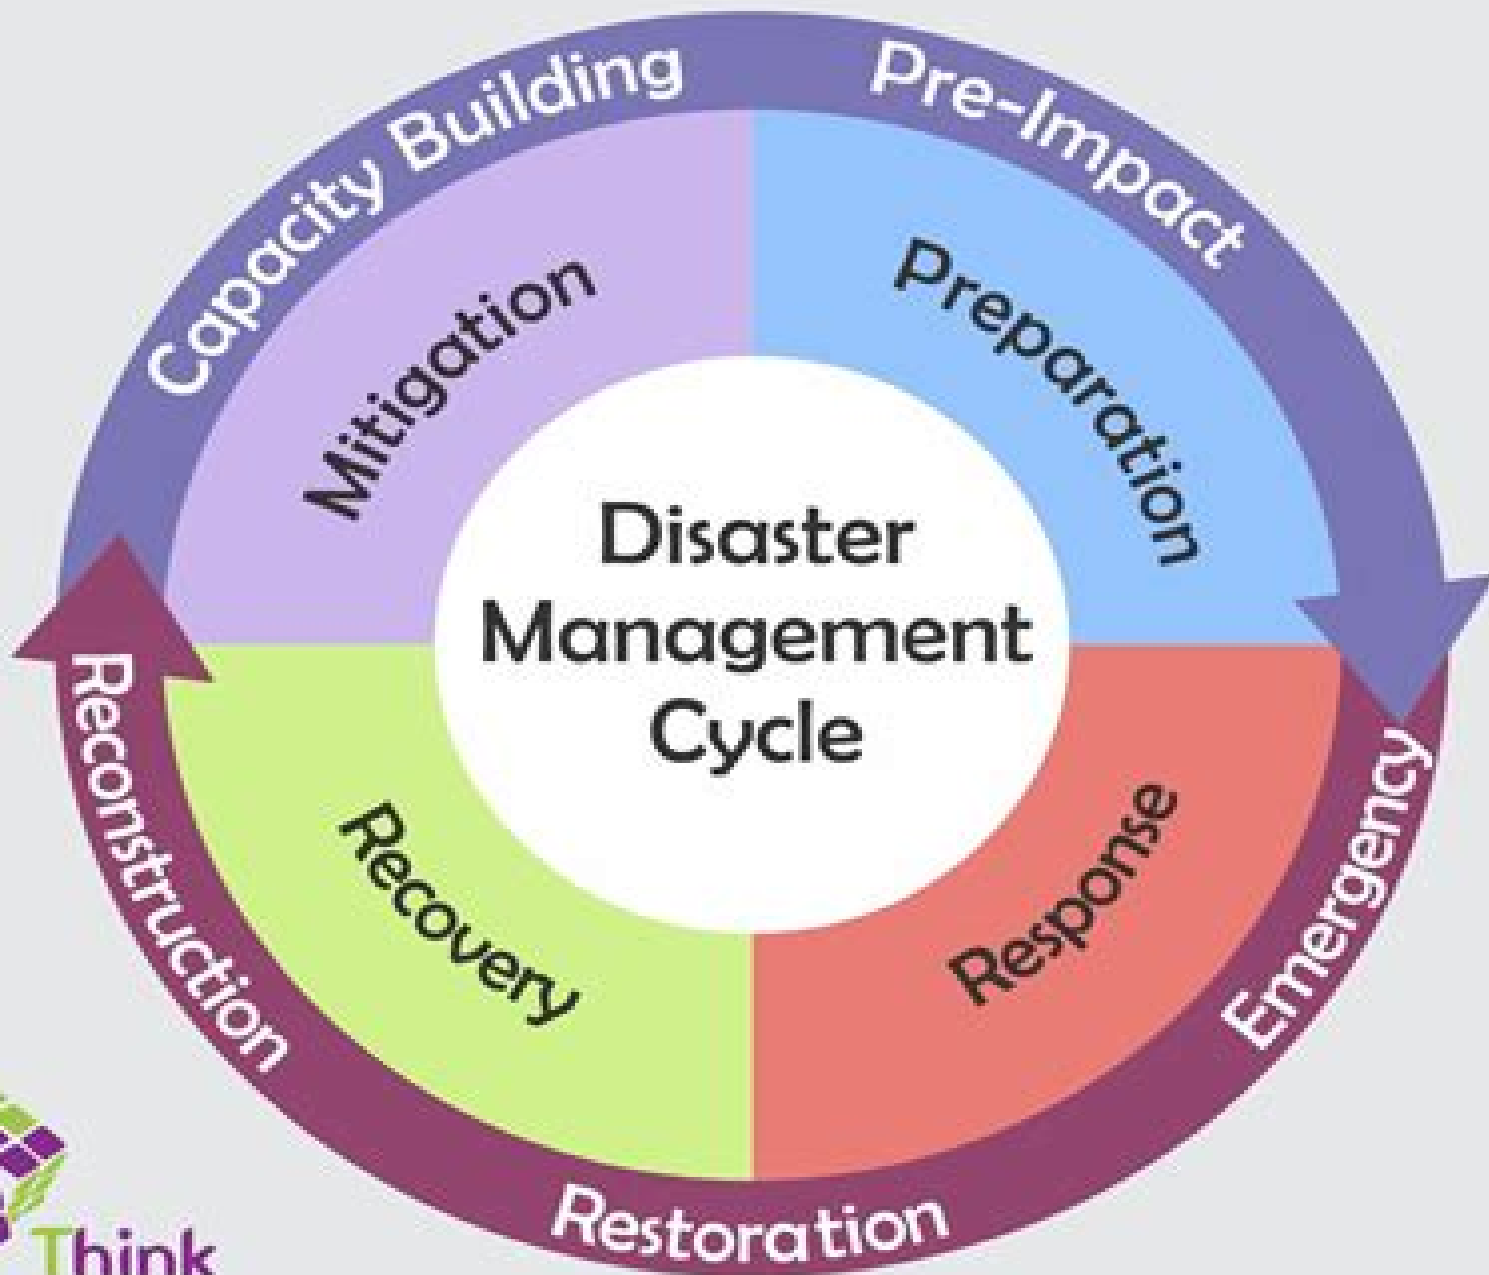 Capacity Building
Pre-Impact
Mitigation
Preparation
Disaster
Management
Cycle
Reconstruction
Recovery
Response
Emergency
Restoration
Think